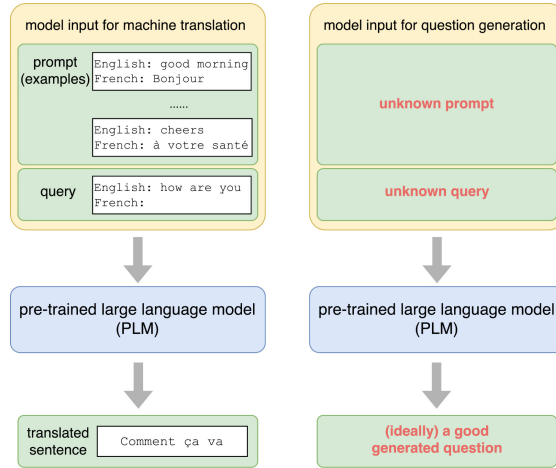 model input for machine translation
prompt
(examples)
English: good morning
French: Bonjour
......
English: cheers
French: à votre santé
query
English: how are you
French:
pre-trained large language model
(PLM)
translated
sentence
Comment ça va
model input for question generation
unknown prompt
unknown query
pre-trained large language model
(PLM)
(ideally) a good
generated question